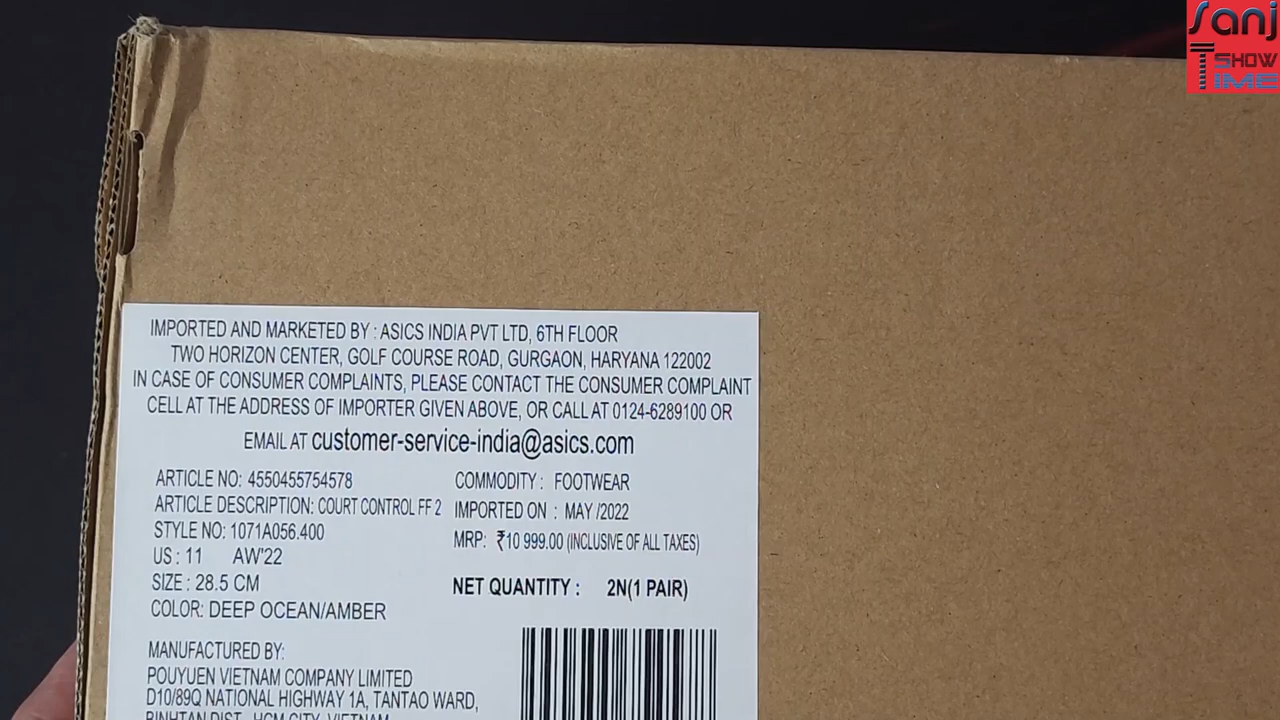 Sanj
SHOW
TIME
IMPORTED AND MARKETED BY : ASICS INDIA PVT LTD, 6TH FLOOR
TWO HORIZON CENTER, GOLF COURSE ROAD, GURGAON, HARYANA 122002
IN CASE OF CONSUMER COMPLAINTS, PLEASE CONTACT THE CONSUMER COMPLAINT
CELL AT THE ADDRESS OF IMPORTER GIVEN ABOVE, OR CALL AT 0124-6289100 OR
EMAIL AT customer-service-india@asics.com
ARTICLE NO: 4550455754578
ARTICLE DESCRIPTION: COURT CONTROL FF 2
STYLE NO: 1071A056.400
US : 11 AW'22
SIZE : 28.5 CM
COLOR: DEEP OCEAN/AMBER
COMMODITY : FOOTWEAR
IMPORTED ON : MAY /2022
MRP: ₹10 999.00 (INCLUSIVE OF ALL TAXES)
NET QUANTITY : 2N(1 PAIR)
MANUFACTURED BY:
POUYUEN VIETNAM COMPANY LIMITED
D10/89Q NATIONAL HIGHWAY 1A, TANTAO WARD,
BINHTAN DIST., HCM CITY, VIETNAM